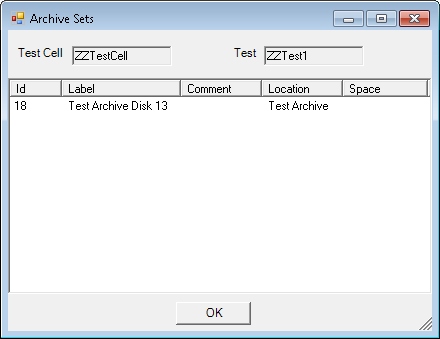 Archive Sets
Test Cell ZZTestCell Test ZZTest1
Id Label Comment Location Space
18 Test Archive Disk 13 Test Archive
OK